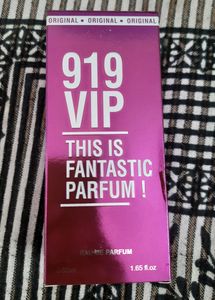 ORIGINAL • ORIGINAL • ORIGINAL
919
VIP
THIS IS
FANTASTIC
PARFUM !
EAU DE PARFUM
1.65 fl.oz